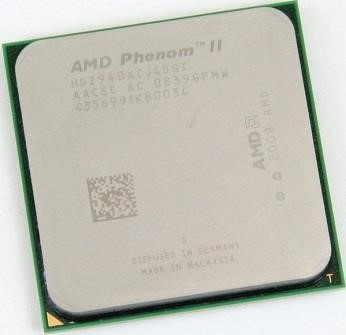 AMD Phenom™ II
HDZ940XCJ4DGI
AACSC AC 0839GPMW
4356991K80034
AMD
© 2008 AMD
D
DIFFUSED IN GERMANY
MADE IN MALAYSIA
T